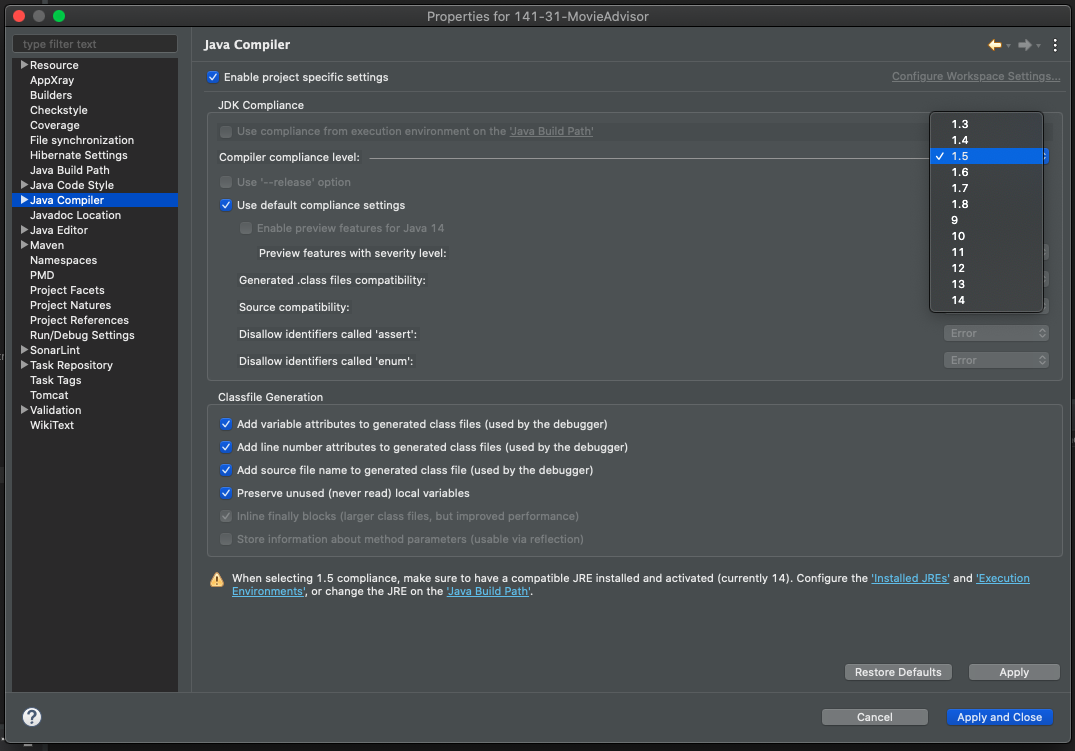 Properties for 141-31-MovieAdvisor
type filter text
Resource
AppXray
Builders
Checkstyle
Coverage
File synchronization
Hibernate Settings
Java Build Path
Java Code Style
Java Compiler
Javadoc Location
Java Editor
Maven
Namespaces
PMD
Project Facets
Project Natures
Project References
Run/Debug Settings
SonarLint
Task Repository
Task Tags
Tomcat
Validation
WikiText
Java Compiler
Enable project specific settings
Configure Workspace Settings...
JDK Compliance
Use compliance from execution environment on the 'Java Build Path'
Compiler compliance level:
1.3
1.4
✓ 1.5
1.6
1.7
1.8
9
10
11
12
13
14
Use '--release' option
Use default compliance settings
Enable preview features for Java 14
Preview features with severity level:
Generated .class files compatibility:
Source compatibility:
Disallow identifiers called 'assert':
Error
Disallow identifiers called 'enum':
Error
Classfile Generation
Add variable attributes to generated class files (used by the debugger)
Add line number attributes to generated class files (used by the debugger)
Add source file name to generated class file (used by the debugger)
Preserve unused (never read) local variables
Inline finally blocks (larger class files, but improved performance)
Store information about method parameters (usable via reflection)
When selecting 1.5 compliance, make sure to have a compatible JRE installed and activated (currently 14). Configure the 'Installed JREs' and 'Execution
Environments', or change the JRE on the 'Java Build Path'.
Restore Defaults
Apply
?
Cancel
Apply and Close